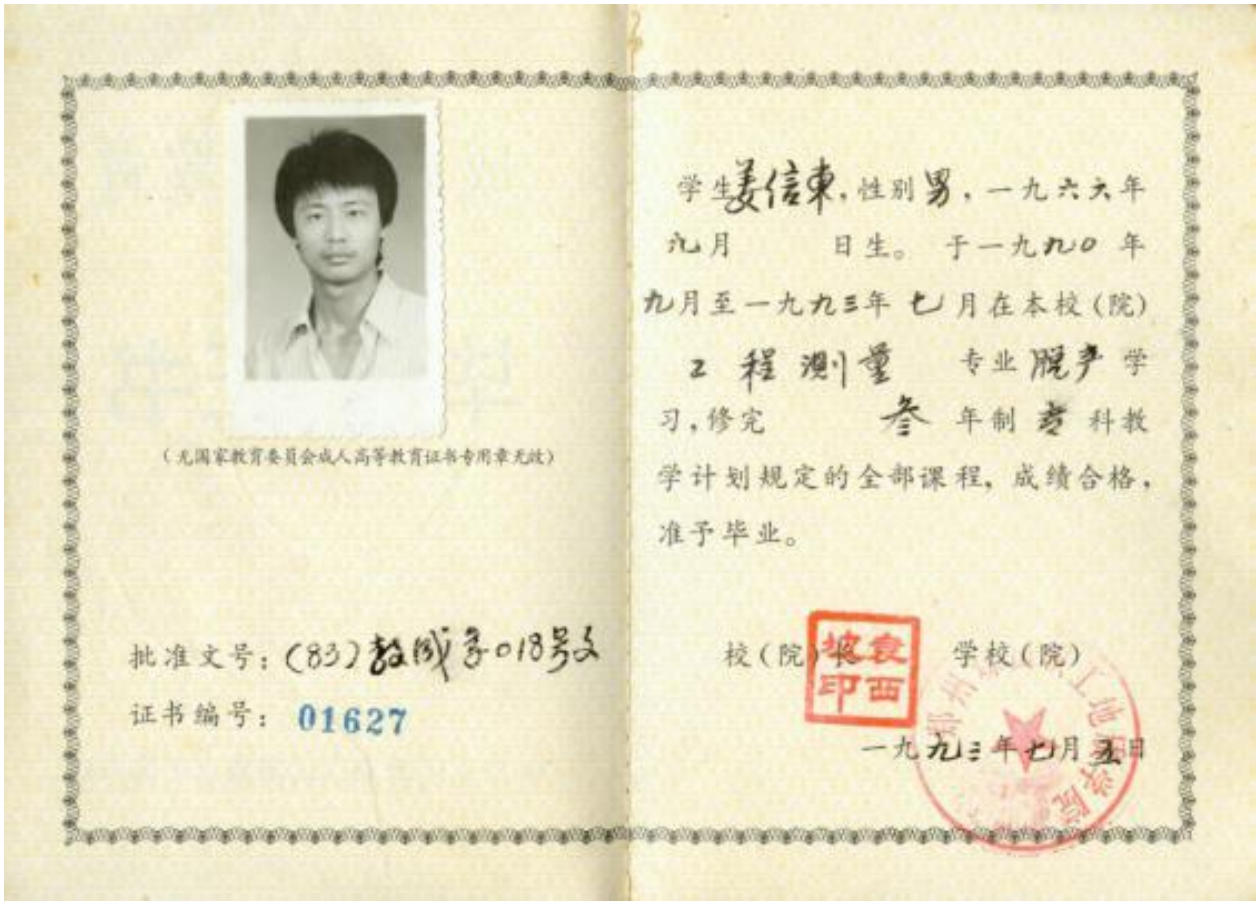 (无国家教育委员会成人高等教育证书专用章无效)
批准文号：(83)教成字018号文
证书编号：01627
学生姜信東，性别男，一九六六年
九月 日生。于一九九〇年
九月至一九九三年七月在本校(院)
工程测量 专业脱产学
习，修完 叁年制专科教
学计划规定的全部课程，成绩合格，
准予毕业。
校(院)长 学校(院)
袁西坡印
一九九三年七月五日